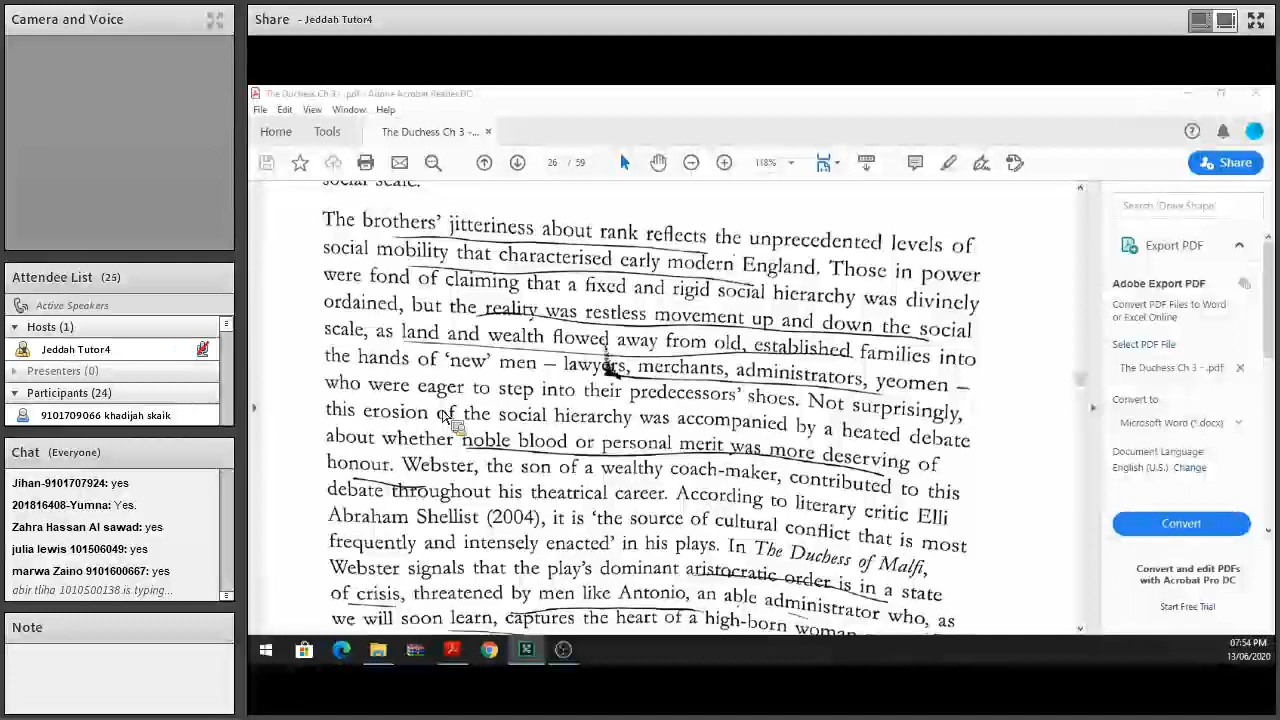 Camera and Voice
Share - Jeddah Tutor4
The Duchess Ch 3 - .pdf - Adobe Acrobat Reader DC
File Edit View Window Help
Home Tools The Duchess Ch 3 -... ×
26 / 59 118% Share
social scale.
The brothers' jitteriness about rank reflects the unprecedented levels of
social mobility that characterised early modern England. Those in power
were fond of claiming that a fixed and rigid social hierarchy was divinely
ordained, but the reality was restless movement up and down the social
scale, as land and wealth flowed away from old, established families into
the hands of 'new' men – lawyers, merchants, administrators, yeomen –
who were eager to step into their predecessors' shoes. Not surprisingly,
this erosion of the social hierarchy was accompanied by a heated debate
about whether noble blood or personal merit was more deserving of
honour. Webster, the son of a wealthy coach-maker, contributed to this
debate throughout his theatrical career. According to literary critic Elli
Abraham Shellist (2004), it is 'the source of cultural conflict that is most
frequently and intensely enacted' in his plays. In The Duchess of Malfi,
Webster signals that the play's dominant aristocratic order is in a state
of crisis, threatened by men like Antonio, an able administrator who, as
we will soon learn, captures the heart of a high-born woman
Search 'Draw Shape'
Export PDF
Adobe Export PDF
Convert PDF Files to Word
or Excel Online
Select PDF File
The Duchess Ch 3 - .pdf ×
Convert to
Microsoft Word (*.docx)
Document Language:
English (U.S.) Change
Convert
Convert and edit PDFs
with Acrobat Pro DC
Start Free Trial
Attendee List (25)
Active Speakers
Hosts (1)
Jeddah Tutor4
Presenters (0)
Participants (24)
9101709066 khadijah skaik
Chat (Everyone)
Jihan-9101707924: yes
201816408-Yumna: Yes.
Zahra Hassan Al sawad: yes
julia lewis 101506049: yes
marwa Zaino 9101600667: yes
abir tliha 1010S00138 is typing...
Note
07:54 PM
13/06/2020